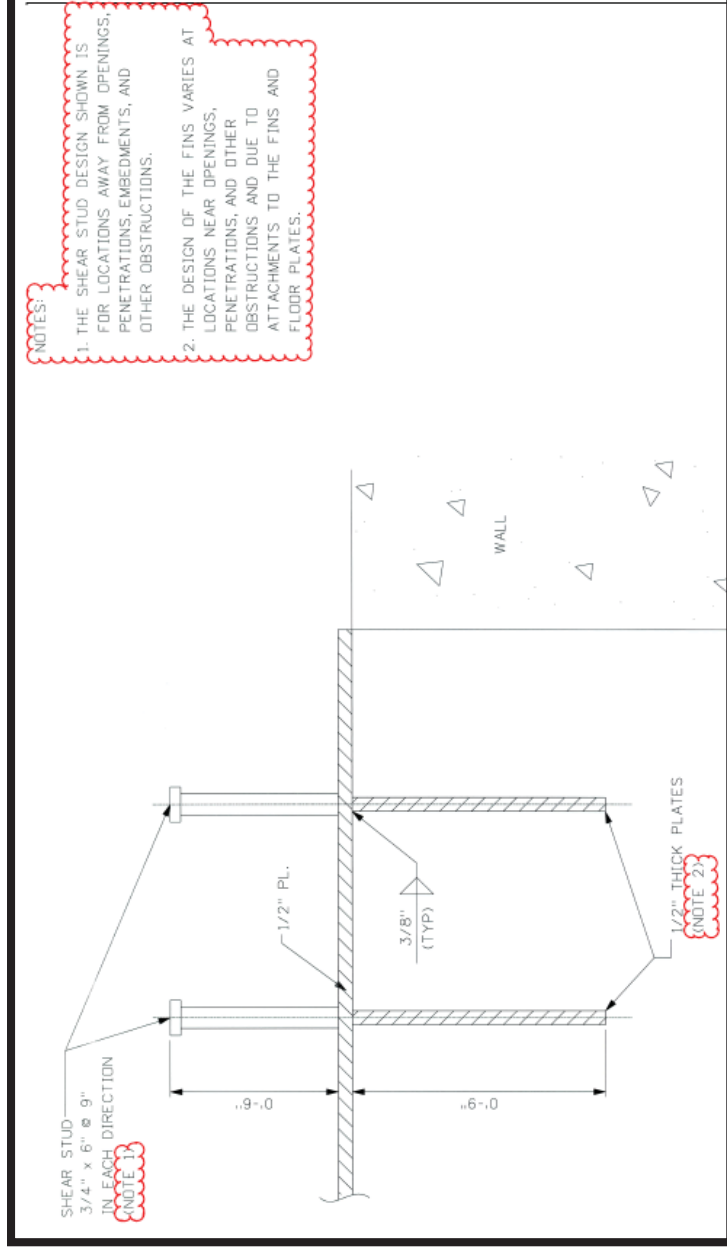 NOTES:
1. THE SHEAR STUD DESIGN SHOWN IS
FOR LOCATIONS AWAY FROM OPENINGS,
PENETRATIONS, EMBEDMENTS, AND
OTHER OBSTRUCTIONS.
2. THE DESIGN OF THE FINS VARIES AT
LOCATIONS NEAR OPENINGS,
PENETRATIONS, AND OTHER
OBSTRUCTIONS AND DUE TO
ATTACHMENTS TO THE FINS AND
FLOOR PLATES.
SHEAR STUD
3/4" x 6" @ 9"
IN EACH DIRECTION
(NOTE 1)
0'-6"
1/2" PL.
3/8"
(TYP)
0'-9"
WALL
1/2" THICK PLATES
(NOTE 2)